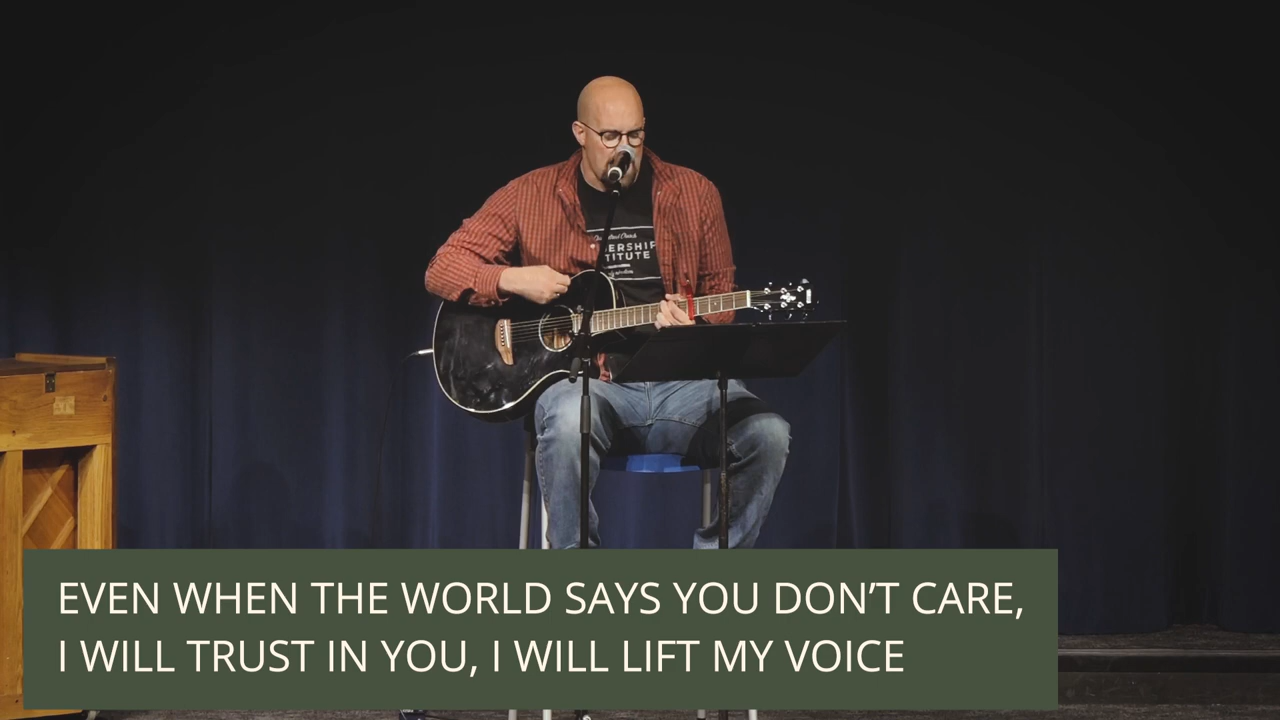 EVEN WHEN THE WORLD SAYS YOU DON’T CARE,
I WILL TRUST IN YOU, I WILL LIFT MY VOICE